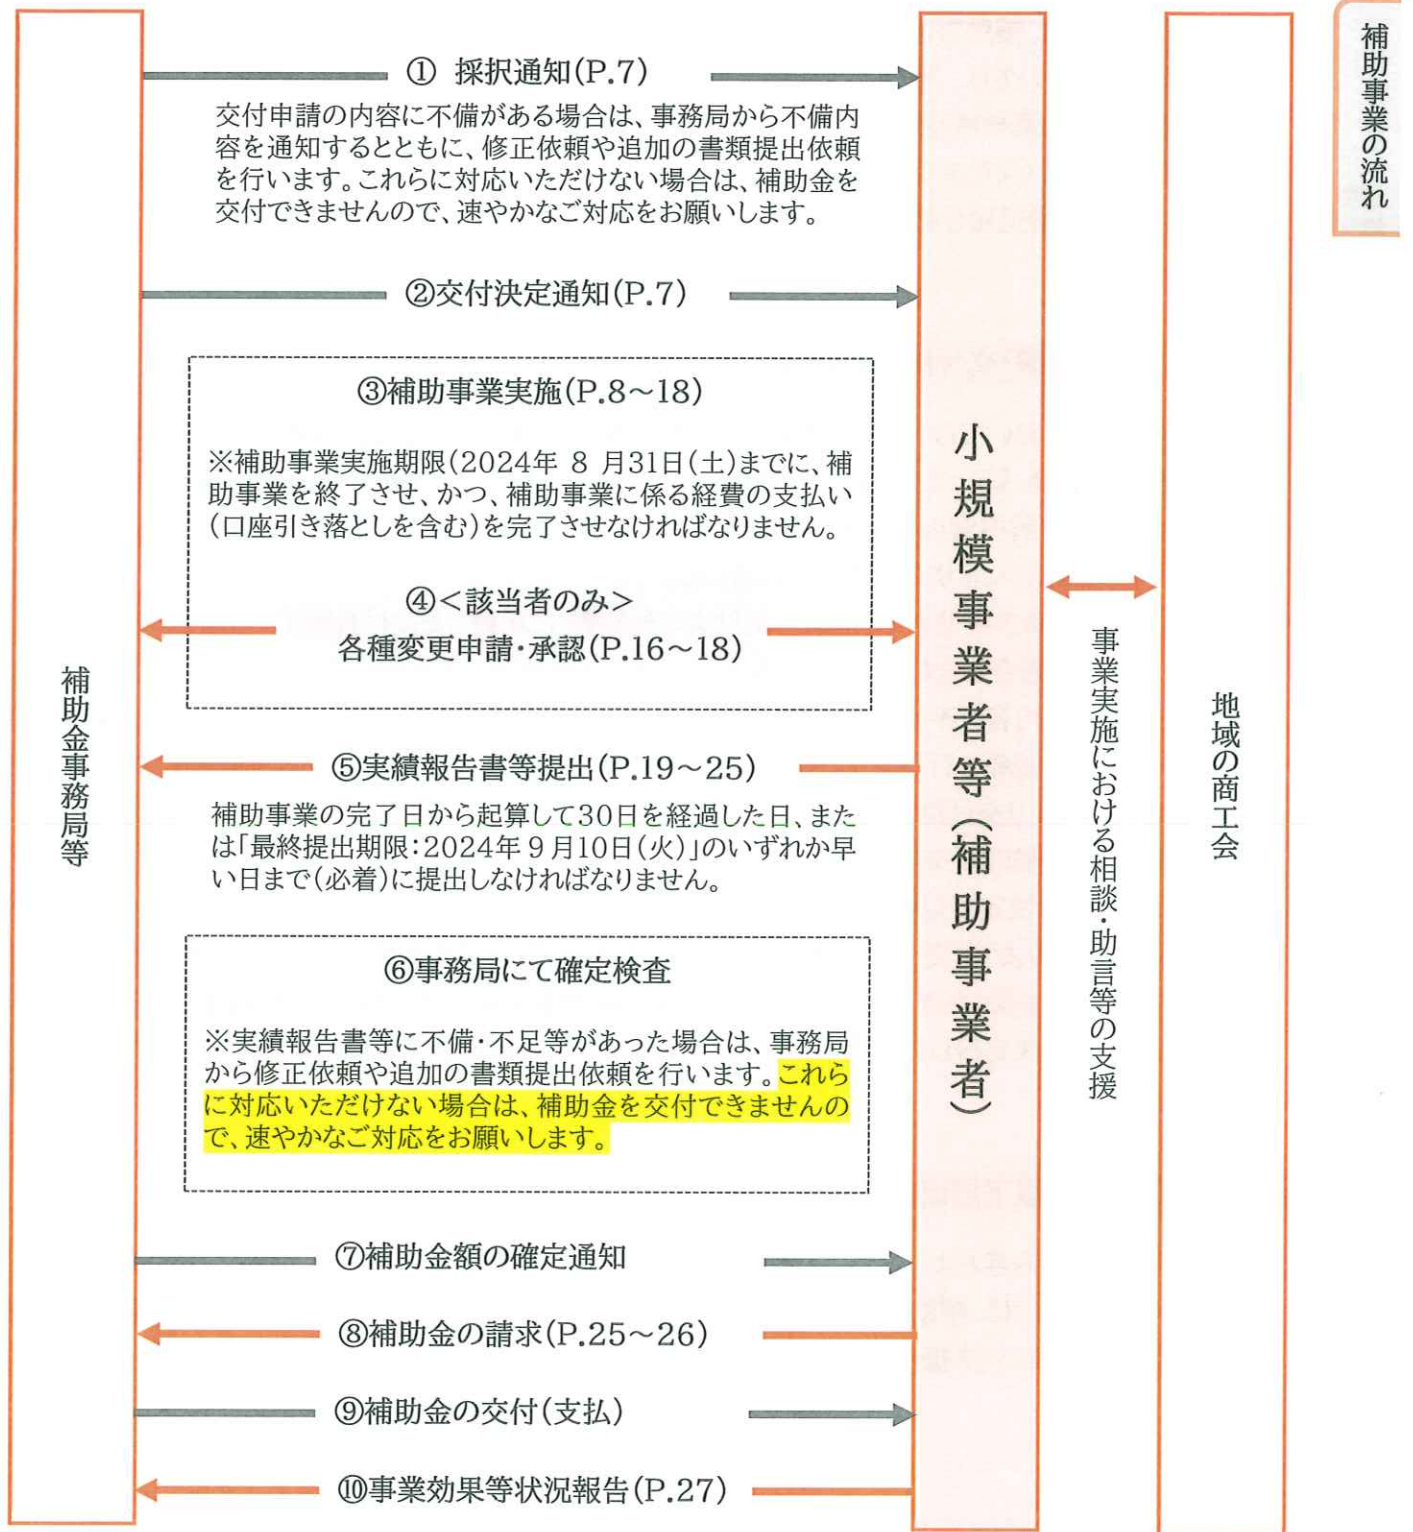 補助事業の流れ
① 採択通知(P.7)
交付申請の内容に不備がある場合は、事務局から不備内
容を通知するとともに、修正依頼や追加の書類提出依頼
を行います。これらに対応いただけない場合は、補助金を
交付できませんので、速やかなご対応をお願いします。
②交付決定通知(P.7)
③補助事業実施(P.8～18)
※補助事業実施期限(2024年 8 月31日(土)までに、補
助事業を終了させ、かつ、補助事業に係る経費の支払い
(口座引き落としを含む)を完了させなければなりません。
④<該当者のみ>
各種変更申請・承認(P.16～18)
⑤実績報告書等提出(P.19～25)
補助事業の完了日から起算して30日を経過した日、また
は「最終提出期限：2024年 9 月10日(火)」のいずれか早
い日まで(必着)に提出しなければなりません。
⑥事務局にて確定検査
※実績報告書等に不備・不足等があった場合は、事務局
から修正依頼や追加の書類提出依頼を行います。これら
に対応いただけない場合は、補助金を交付できませんの
で、速やかなご対応をお願いします。
⑦補助金額の確定通知
⑧補助金の請求(P.25～26)
⑨補助金の交付(支払)
⑩事業効果等状況報告(P.27)
補助金事務局等
小規模事業者等(補助事業者)
事業実施における相談・助言等の支援
地域の商工会